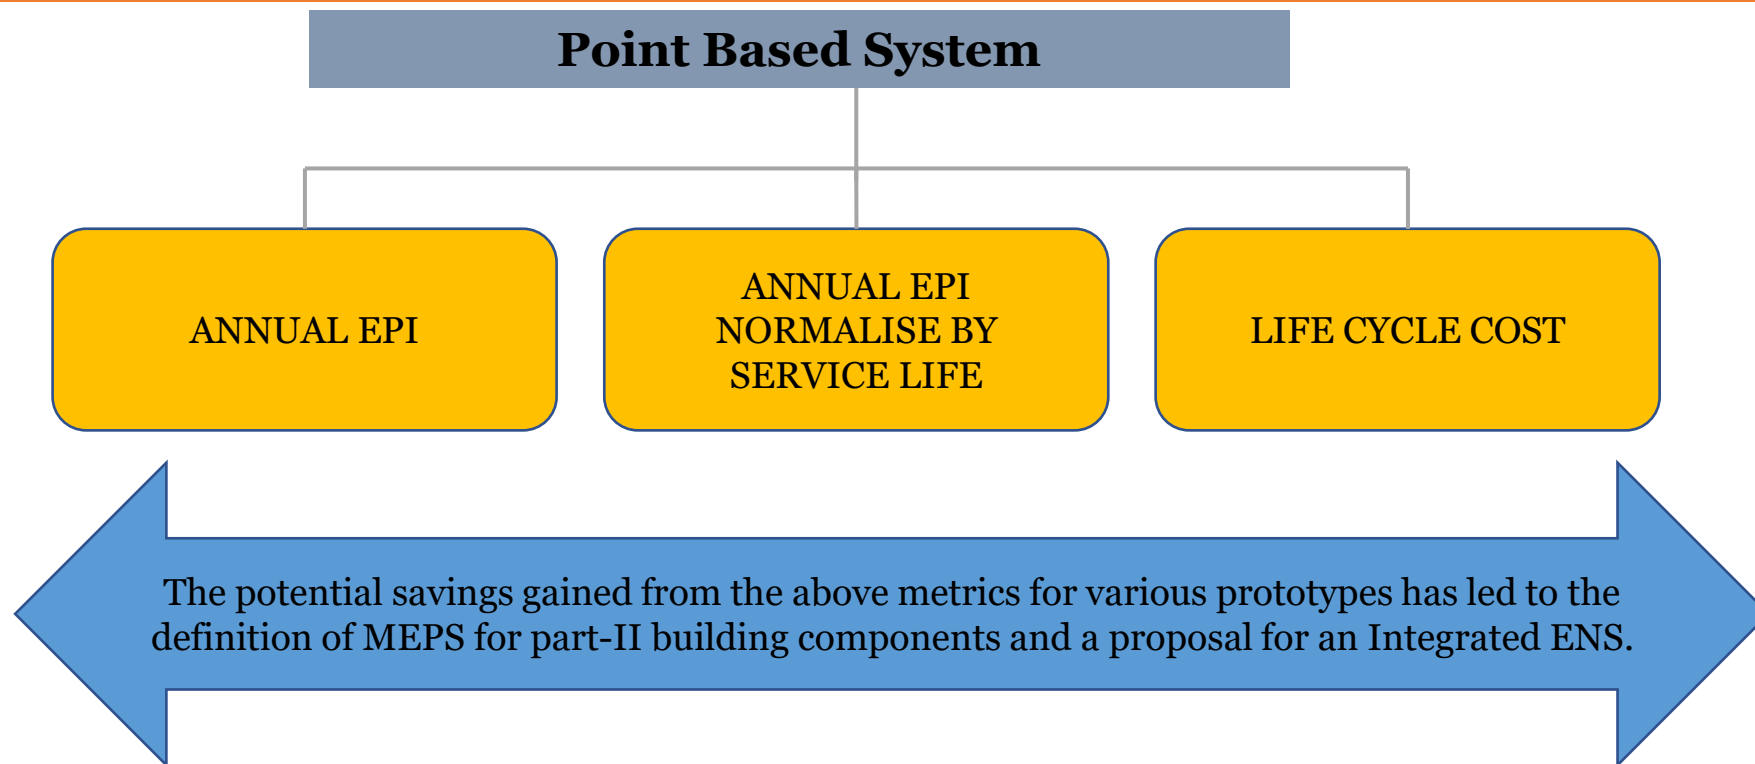 Point Based System
ANNUAL EPI
ANNUAL EPI
NORMALISE BY
SERVICE LIFE
LIFE CYCLE COST
The potential savings gained from the above metrics for various prototypes has led to the
definition of MEPS for part-II building components and a proposal for an Integrated ENS.